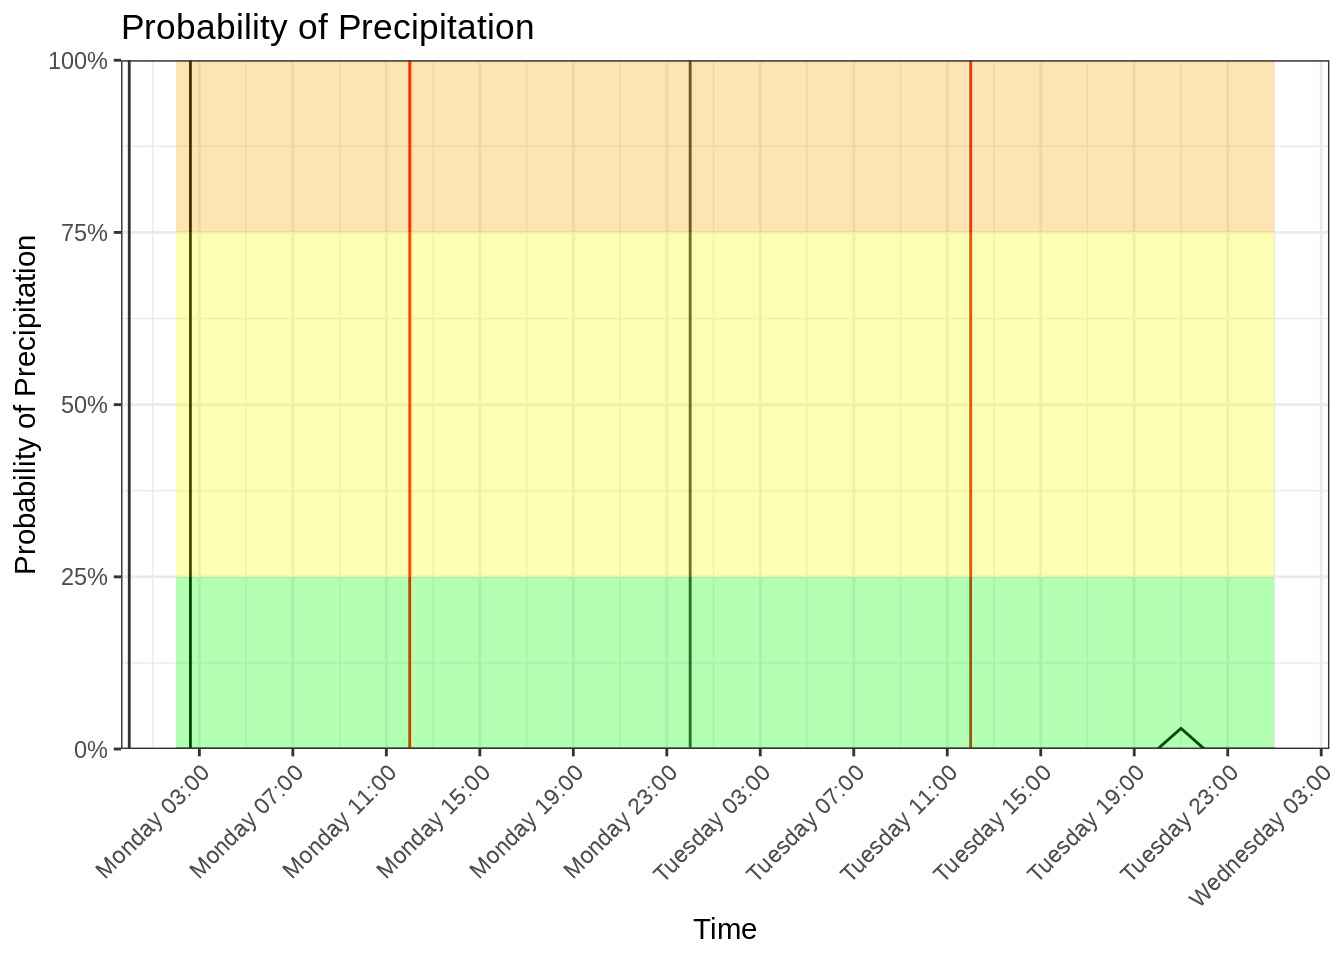 Probability of Precipitation
Probability of Precipitation
100%
75%
50%
25%
0%
Monday 03:00
Monday 07:00
Monday 11:00
Monday 15:00
Monday 19:00
Monday 23:00
Tuesday 03:00
Tuesday 07:00
Tuesday 11:00
Tuesday 15:00
Tuesday 19:00
Tuesday 23:00
Wednesday 03:00
Time